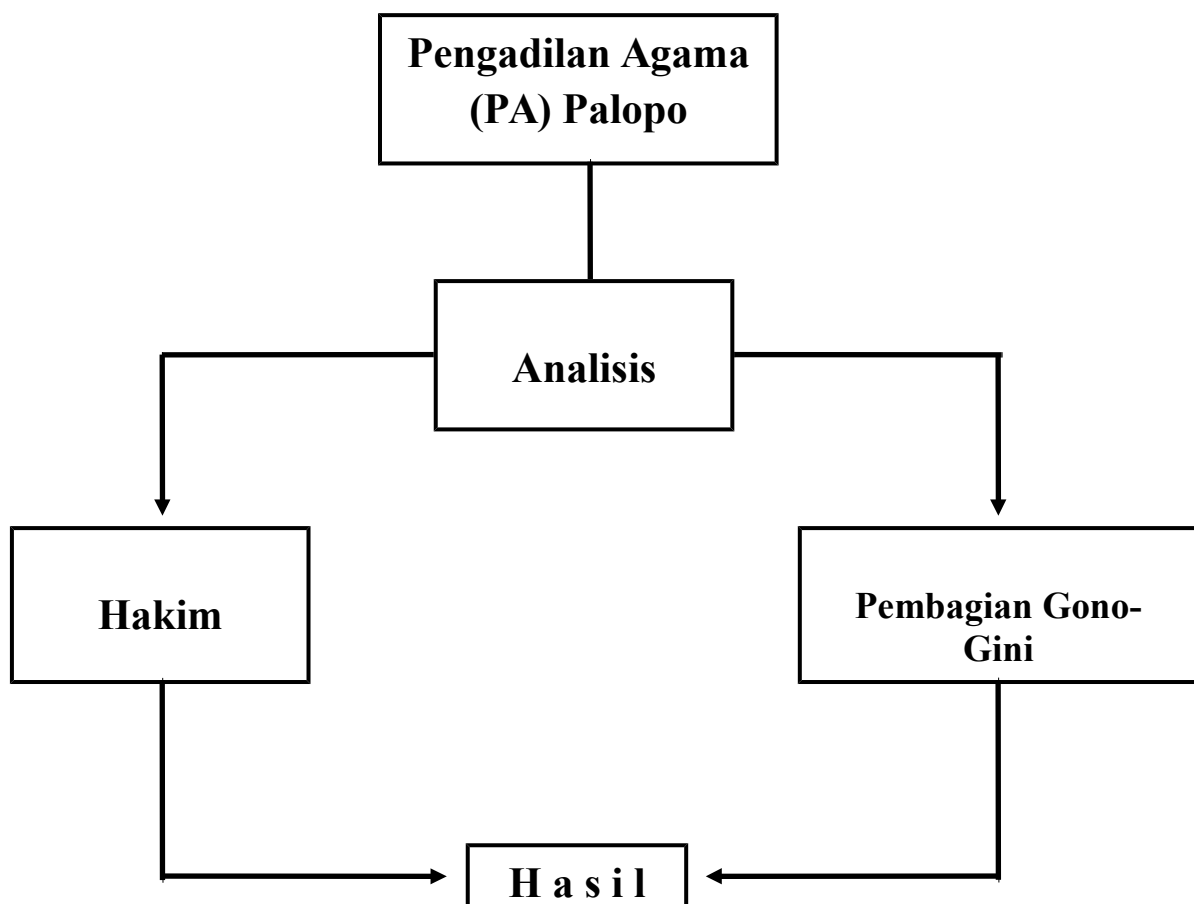 Pengadilan Agama
(PA) Palopo
Analisis
Hakim
Pembagian Gono-
Gini
H a s i l